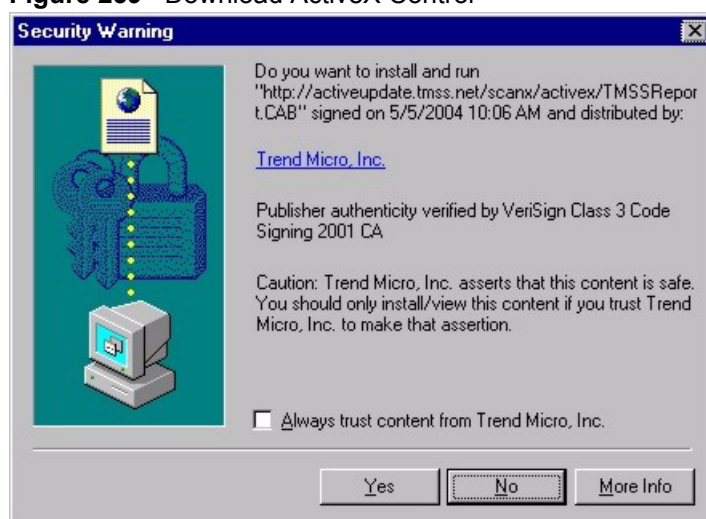 Download ActiveX Control
Security Warning
Do you want to install and run
"http://activeupdate.tmss.net/scanx/activex/TMSSRepor
t.CAB" signed on 5/5/2004 10:06 AM and distributed by:
Trend Micro, Inc.
Publisher authenticity verified by VeriSign Class 3 Code
Signing 2001 CA
Caution: Trend Micro, Inc. asserts that this content is safe.
You should only install/view this content if you trust Trend
Micro, Inc. to make that assertion.
Always trust content from Trend Micro, Inc.
Yes
No
More Info